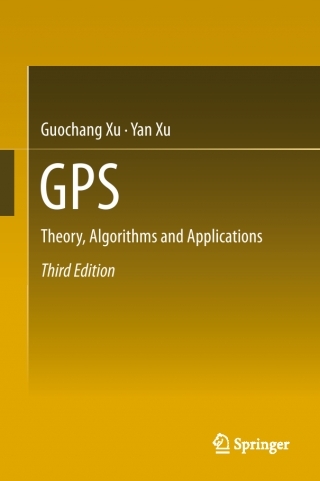 Guochang Xu · Yan Xu
GPS
Theory, Algorithms and Applications
Third Edition
Springer